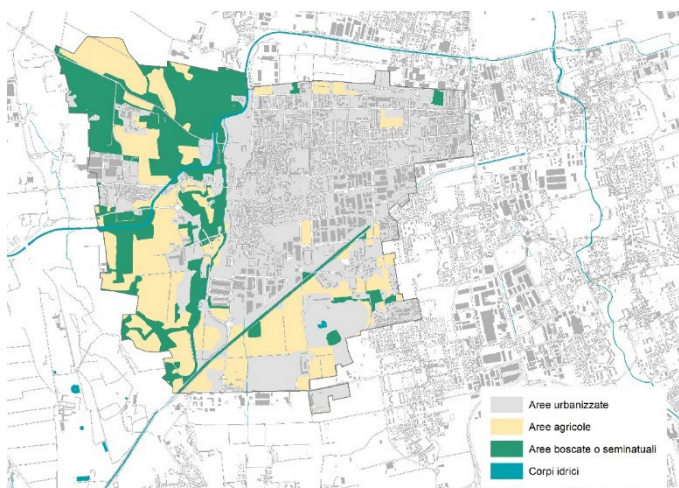 Aree urbanizzate
Aree agricole
Aree boscate o seminatuali
Corpi idrici